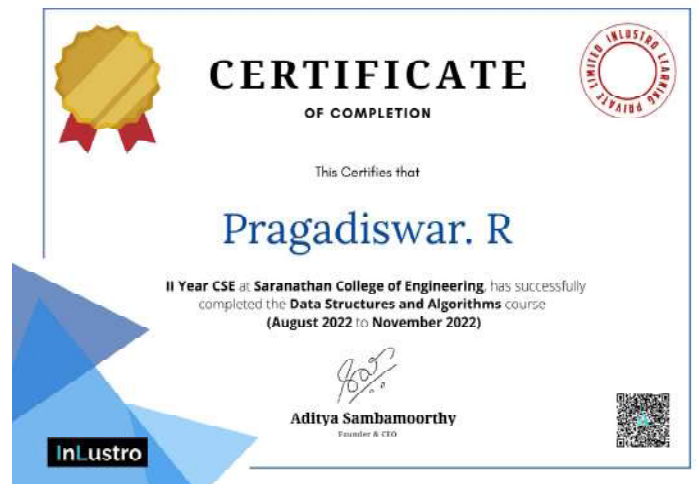 CERTIFICATE
OF COMPLETION
INLUSTRO LEARNING PRIVATE LIMITED
This Certifies that
Pragadiswar. R
II Year CSE at Saranathan College of Engineering, has successfully
completed the Data Structures and Algorithms course
(August 2022 to November 2022)
Aditya Sambamoorthy
Founder & CEO
InLustro